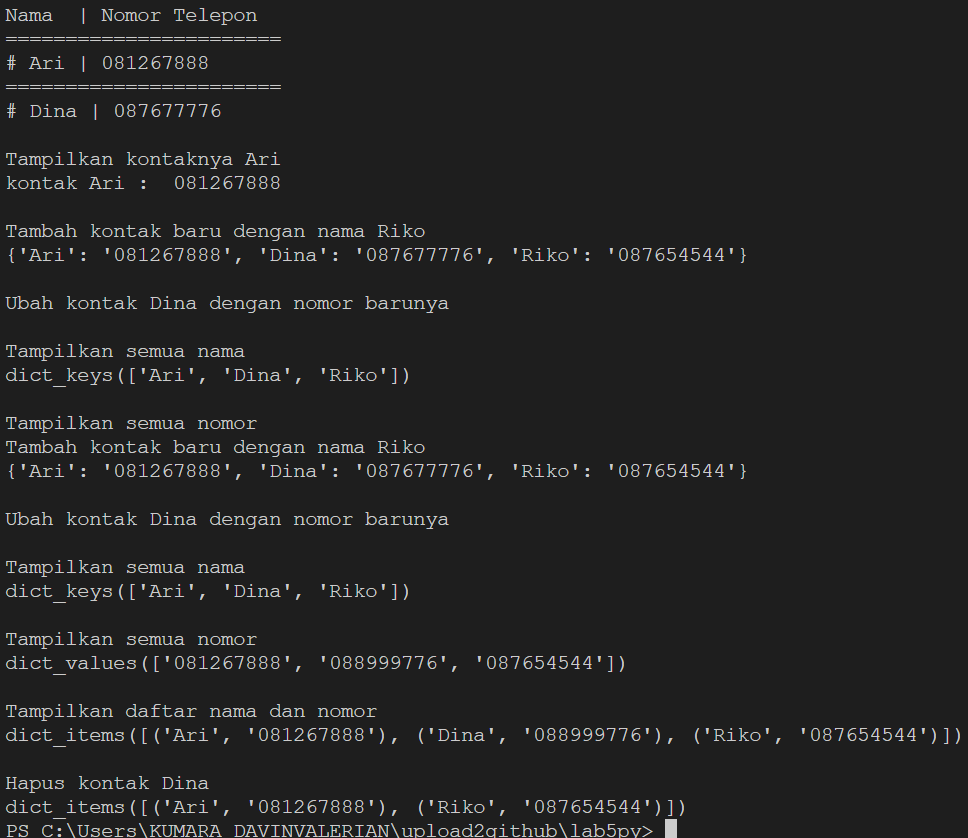 Nama  | Nomor Telepon
=======================
# Ari | 081267888
=======================
# Dina | 087677776
Tampilkan kontaknya Ari
kontak Ari :  081267888
Tambah kontak baru dengan nama Riko
{'Ari': '081267888', 'Dina': '087677776', 'Riko': '087654544'}
Ubah kontak Dina dengan nomor barunya
Tampilkan semua nama
dict_keys(['Ari', 'Dina', 'Riko'])
Tampilkan semua nomor
Tambah kontak baru dengan nama Riko
{'Ari': '081267888', 'Dina': '087677776', 'Riko': '087654544'}
Ubah kontak Dina dengan nomor barunya
Tampilkan semua nama
dict_keys(['Ari', 'Dina', 'Riko'])
Tampilkan semua nomor
dict_values(['081267888', '088999776', '087654544'])
Tampilkan daftar nama dan nomor
dict_items([('Ari', '081267888'), ('Dina', '088999776'), ('Riko', '087654544')])
Hapus kontak Dina
dict_items([('Ari', '081267888'), ('Riko', '087654544')])
PS C:\Users\KUMARA DAVINVALERIAN\upload2github\lab5py>